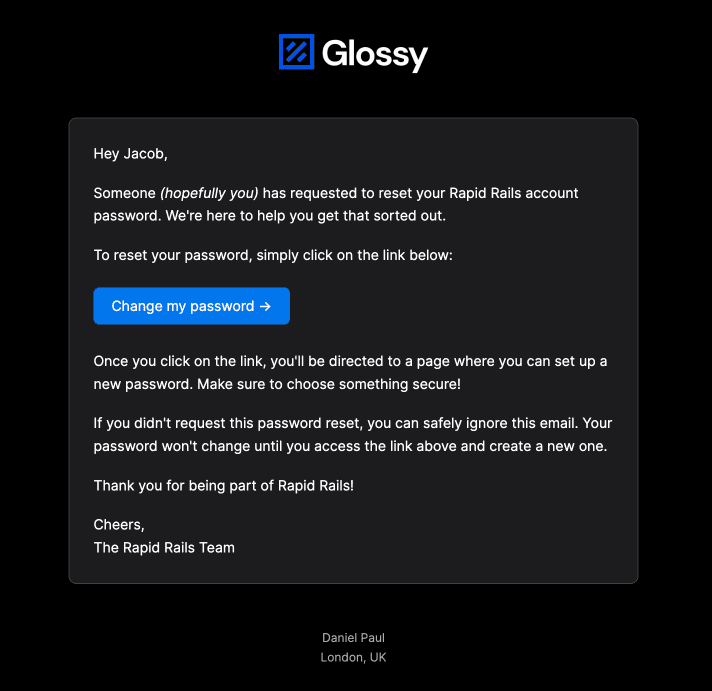 Glossy
Hey Jacob,
Someone (hopefully you) has requested to reset your Rapid Rails account
password. We're here to help you get that sorted out.
To reset your password, simply click on the link below:
Change my password →
Once you click on the link, you'll be directed to a page where you can set up a
new password. Make sure to choose something secure!
If you didn't request this password reset, you can safely ignore this email. Your
password won't change until you access the link above and create a new one.
Thank you for being part of Rapid Rails!
Cheers,
The Rapid Rails Team
Daniel Paul
London, UK